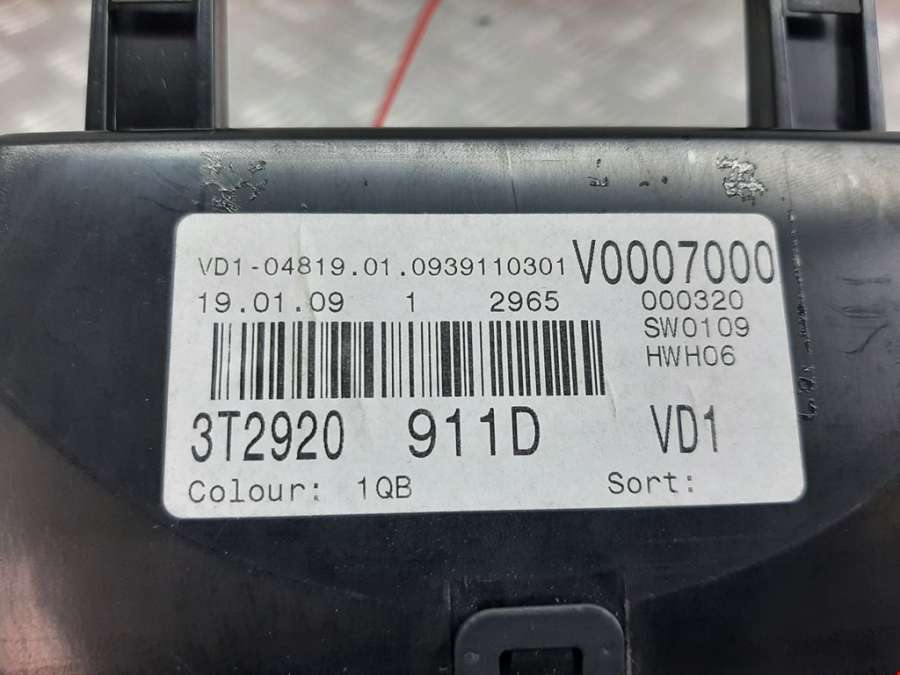 VD1-04819.01.0939110301 V0007000
19.01.09 1 2965 000320
SW0109
HWH06
3T2920 911D VD1
Colour: 1QB Sort: